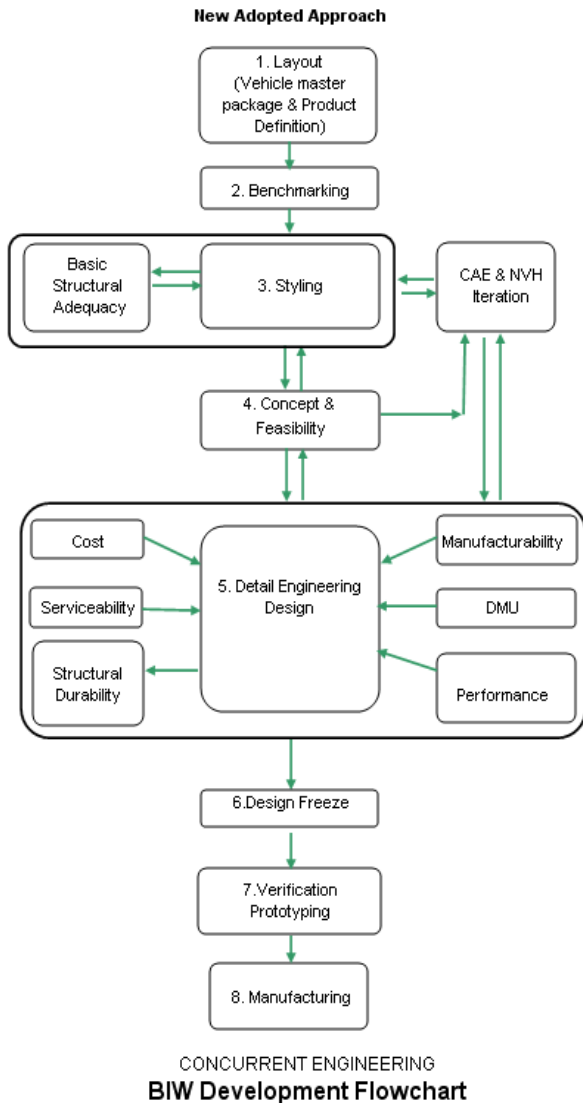 New Adopted Approach
1. Layout
(Vehicle master
package & Product
Definition)
2. Benchmarking
Basic
Structural
Adequacy
3. Styling
CAE & NVH
Iteration
4. Concept &
Feasibility
Cost
Serviceability
Structural
Durability
5. Detail Engineering
Design
Manufacturability
DMU
Performance
6.Design Freeze
7.Verification
Prototyping
8. Manufacturing
CONCURRENT ENGINEERING
BIW Development Flowchart